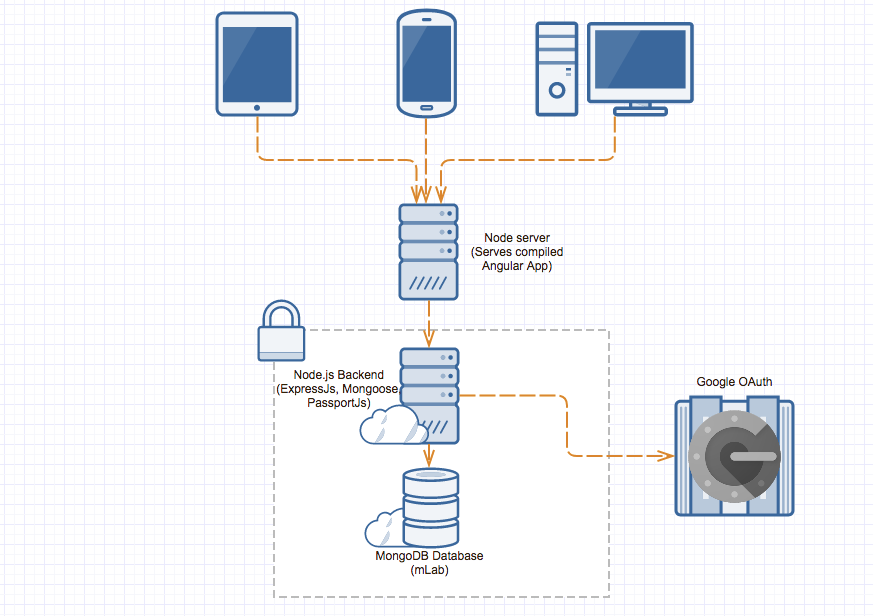 Node server
(Serves compiled
Angular App)
Node.js Backend
(ExpressJs, Mongoose,
PassportJs)
Google OAuth
MongoDB Database
(mLab)